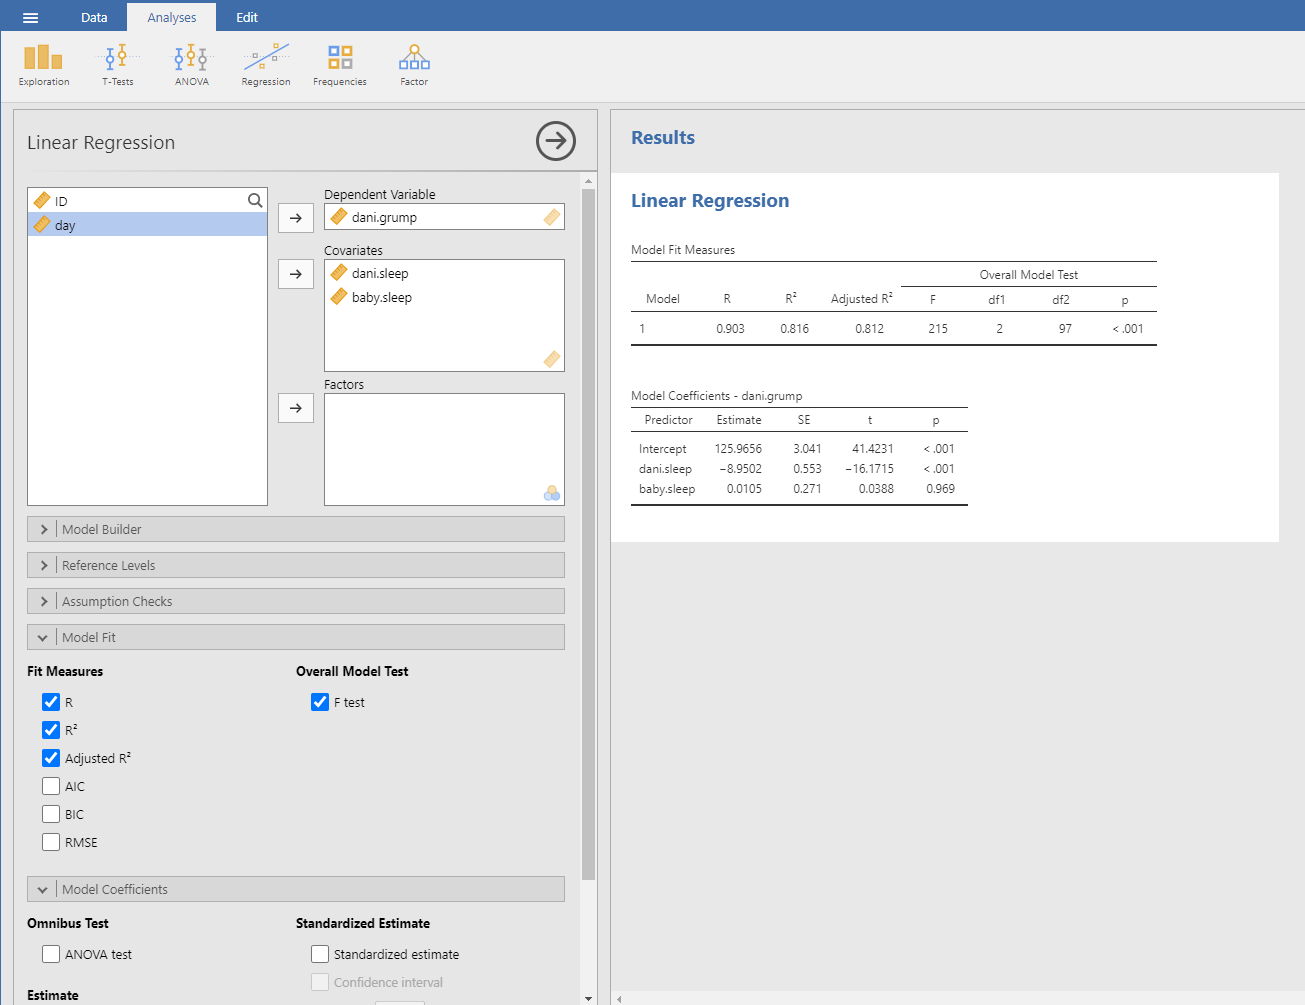 Data Analyses Edit
Exploration T-Tests ANOVA Regression Frequencies Factor
Linear Regression
ID
day
Dependent Variable
dani.grump
Covariates
dani.sleep
baby.sleep
Factors
Model Builder
Reference Levels
Assumption Checks
Model Fit
Fit Measures Overall Model Test
R F test
R²
Adjusted R²
AIC
BIC
RMSE
Model Coefficients
Omnibus Test Standardized Estimate
ANOVA test Standardized estimate
Confidence interval
Estimate
Results
Linear Regression
Model Fit Measures
Overall Model Test
Model R R² Adjusted R² F df1 df2 p
1 0.903 0.816 0.812 215 2 97 < .001
Model Coefficients - dani.grump
Predictor Estimate SE t p
Intercept 125.9656 3.041 41.4231 < .001
dani.sleep −8.9502 0.553 −16.1715 < .001
baby.sleep 0.0105 0.271 0.0388 0.969